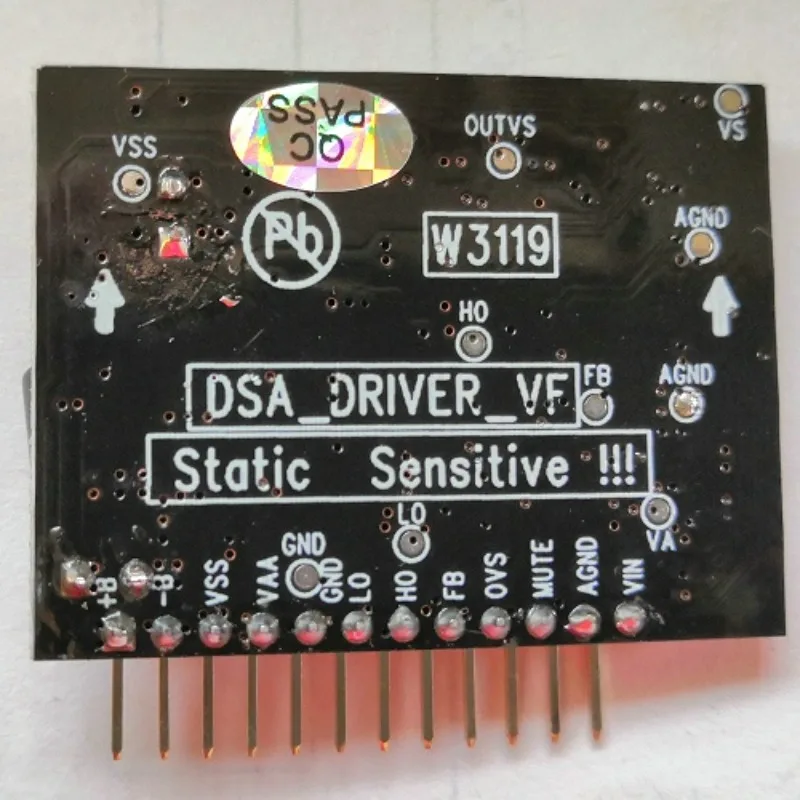 QC
PASS
OUTVS
VS
VSS
Pb
W3119
AGND
HO
DSA_DRIVER_VF
FB
AGND
Static Sensitive !!!
LO
VA
GND
+B
-B
VSS
VAA
GND
LO
HO
FB
OVS
MUTE
AGND
VIN